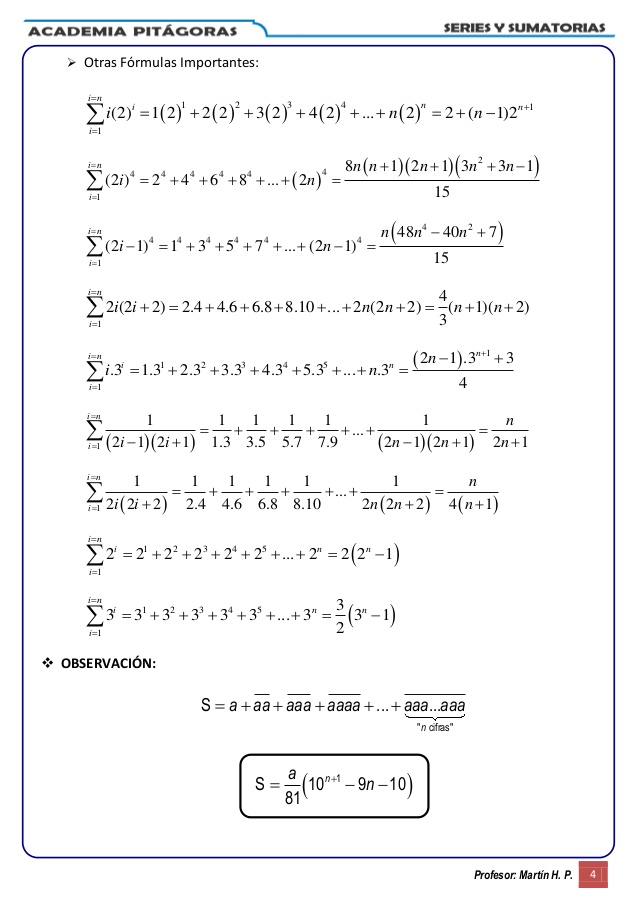 ACADEMIA PITÁGORAS
SERIES Y SUMATORIAS
➢ Otras Fórmulas Importantes:
\sum_{i=1}^{i=n} i(2)^i = 1(2)^1 + 2(2)^2 + 3(2)^3 + 4(2)^4 + ... + n(2)^n = 2 + (n-1)2^{n+1}
\sum_{i=1}^{i=n} (2i)^4 = 2^4 + 4^4 + 6^4 + 8^4 + ... + (2n)^4 = \frac{8n(n+1)(2n+1)(3n^2+3n-1)}{15}
\sum_{i=1}^{i=n} (2i-1)^4 = 1^4 + 3^4 + 5^4 + 7^4 + ... + (2n-1)^4 = \frac{n(48n^4-40n^2+7)}{15}
\sum_{i=1}^{i=n} 2i(2i+2) = 2.4 + 4.6 + 6.8 + 8.10 + ... + 2n(2n+2) = \frac{4}{3}(n+1)(n+2)
\sum_{i=1}^{i=n} i.3^i = 1.3^1 + 2.3^2 + 3.3^3 + 4.3^4 + 5.3^5 + ... + n.3^n = \frac{(2n-1).3^{n+1}+3}{4}
\sum_{i=1}^{i=n} \frac{1}{(2i-1)(2i+1)} = \frac{1}{1.3} + \frac{1}{3.5} + \frac{1}{5.7} + \frac{1}{7.9} + ... + \frac{1}{(2n-1)(2n+1)} = \frac{n}{2n+1}
\sum_{i=1}^{i=n} \frac{1}{2i(2i+2)} = \frac{1}{2.4} + \frac{1}{4.6} + \frac{1}{6.8} + \frac{1}{8.10} + ... + \frac{1}{2n(2n+2)} = \frac{n}{4(n+1)}
\sum_{i=1}^{i=n} 2^i = 2^1 + 2^2 + 2^3 + 2^4 + 2^5 + ... + 2^n = 2(2^n-1)
\sum_{i=1}^{i=n} 3^i = 3^1 + 3^2 + 3^3 + 3^4 + 3^5 + ... + 3^n = \frac{3}{2}(3^n-1)
❖ OBSERVACIÓN:
S = a + \overline{aa} + \overline{aaa} + \overline{aaaa} + ... + \underbrace{\overline{aaa...aaa}}
"n cifras"
S = \frac{a}{81}(10^{n+1} - 9n - 10)
Profesor: Martín H. P. 4